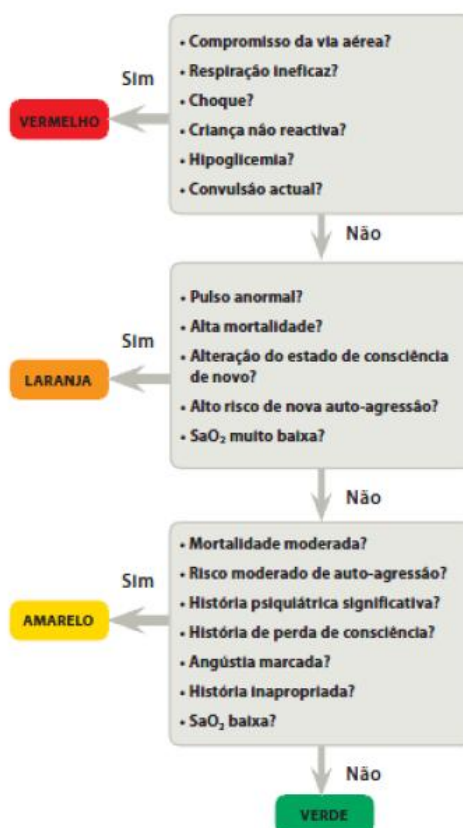 • Compromisso da via aérea?
• Respiração ineficaz?
• Choque?
• Criança não reactiva?
• Hipoglicemia?
• Convulsão actual?
Sim
VERMELHO
Não
• Pulso anormal?
• Alta mortalidade?
• Alteração do estado de consciência
de novo?
• Alto risco de nova auto-agressão?
• SaO₂ muito baixa?
Sim
LARANJA
Não
• Mortalidade moderada?
• Risco moderado de auto-agressão?
• História psiquiátrica significativa?
• História de perda de consciência?
• Angústia marcada?
• História inapropriada?
• SaO₂ baixa?
Sim
AMARELO
Não
VERDE